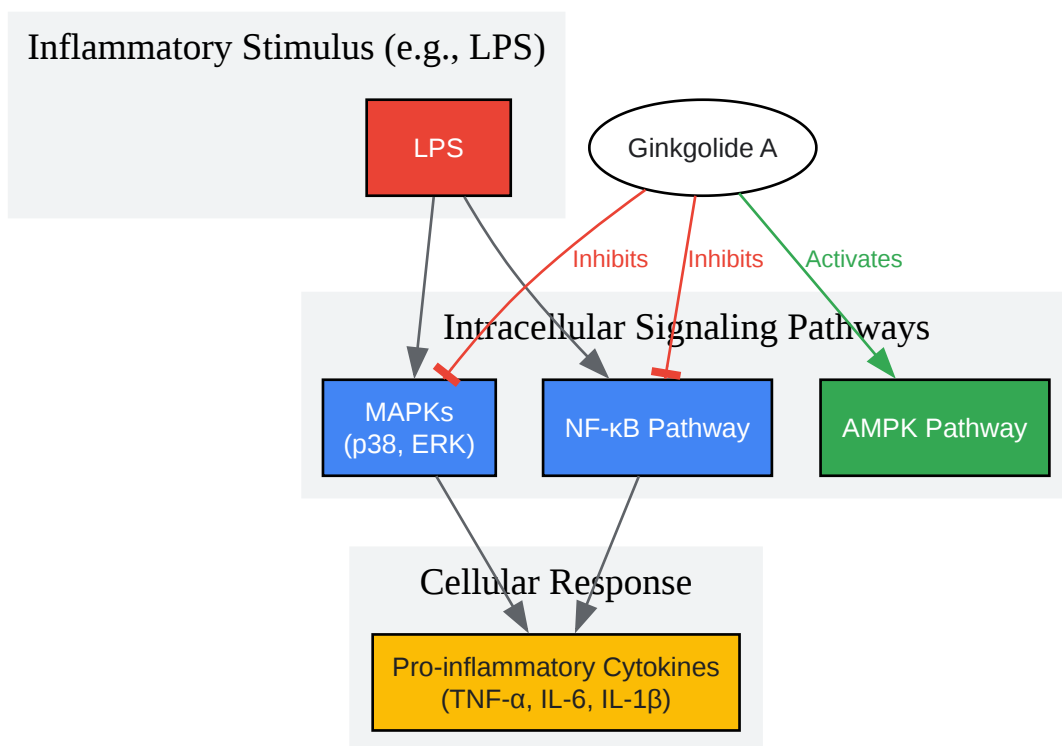 Inflammatory Stimulus (e.g., LPS)
LPS
Ginkgolide A
Inhibits
Inhibits
Activates
Intracellular Signaling Pathways
MAPKs
(p38, ERK)
NF-κB Pathway
AMPK Pathway
Cellular Response
Pro-inflammatory Cytokines
(TNF-α, IL-6, IL-1β)